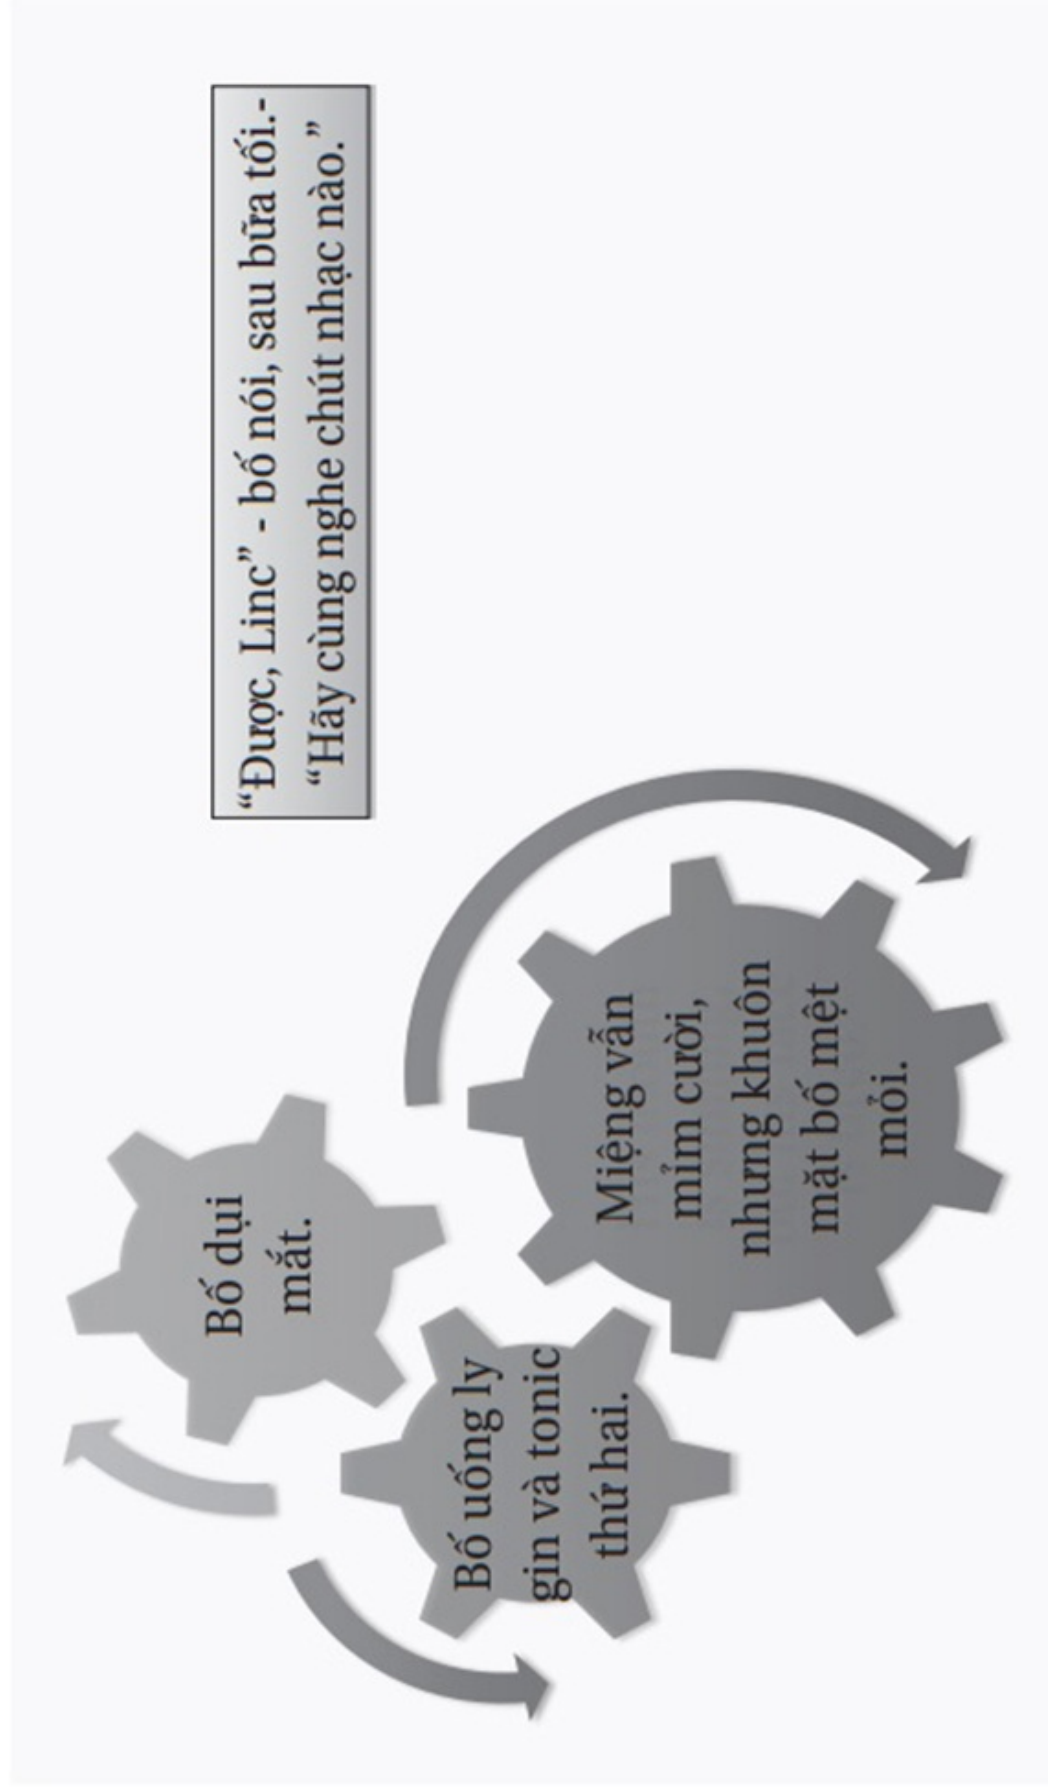 “Được, Linc” - bố nói, sau bữa tối.-
“Hãy cùng nghe chút nhạc nào.”
Bố dụi
mắt.
Bố uống ly
gin và tonic
thứ hai.
Miệng vẫn
mỉm cười,
nhưng khuôn
mặt bố mệt
mỏi.